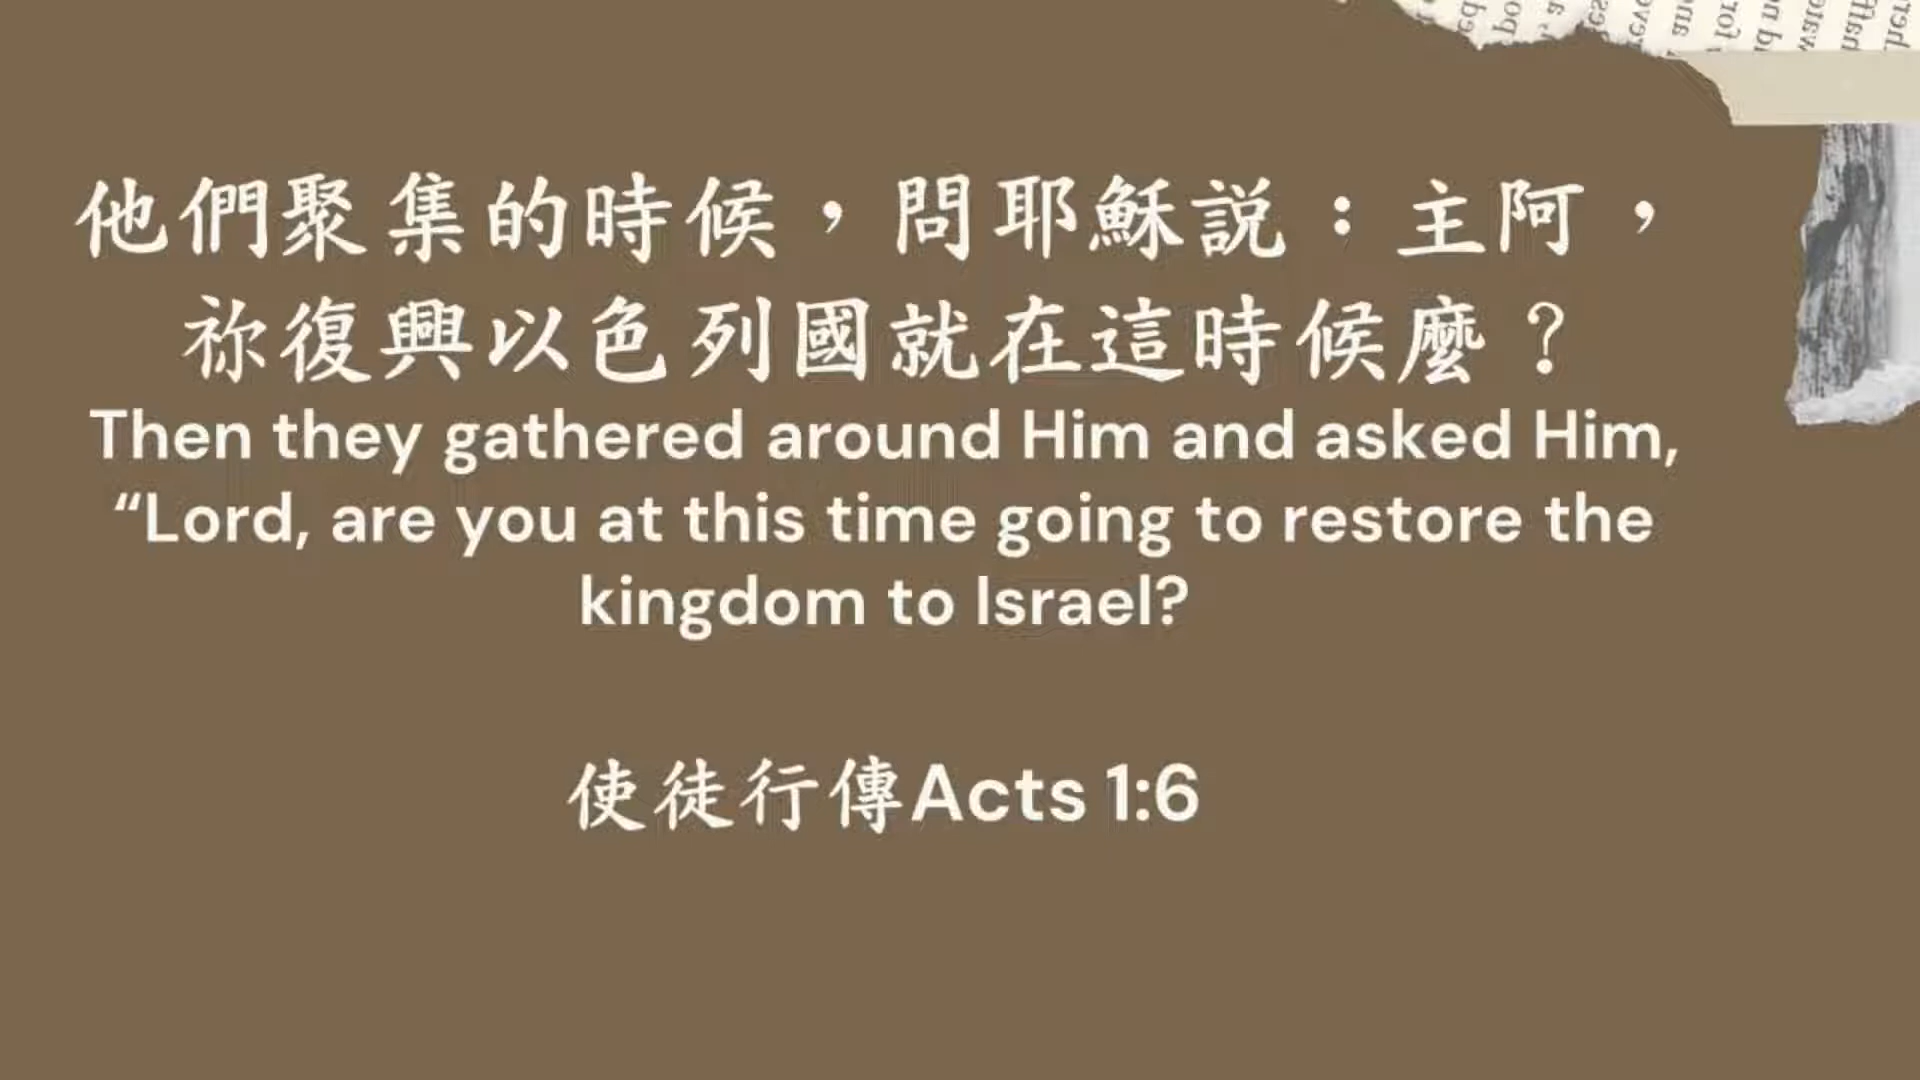 他們聚集的時候，問耶穌説：主阿，
祢復興以色列國就在這時候麼？
Then they gathered around Him and asked Him,
“Lord, are you at this time going to restore the
kingdom to Israel?
使徒行傳Acts 1:6